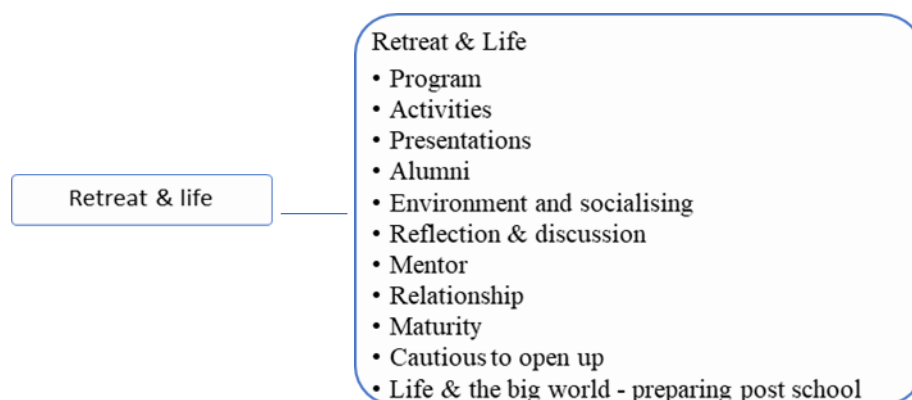 Retreat & life
Retreat & Life
• Program
• Activities
• Presentations
• Alumni
• Environment and socialising
• Reflection & discussion
• Mentor
• Relationship
• Maturity
• Cautious to open up
• Life & the big world - preparing post school